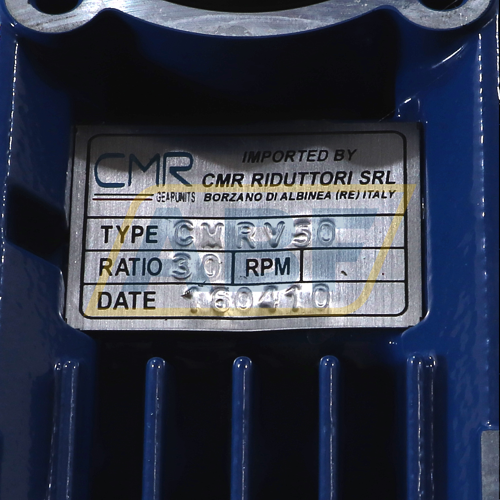 CMR
GEARUNITS
IMPORTED BY
CMR RIDUTTORI SRL
BORZANO DI ALBINEA (RE) ITALY
TYPE CMRV50
RATIO 30 RPM
DATE 160410